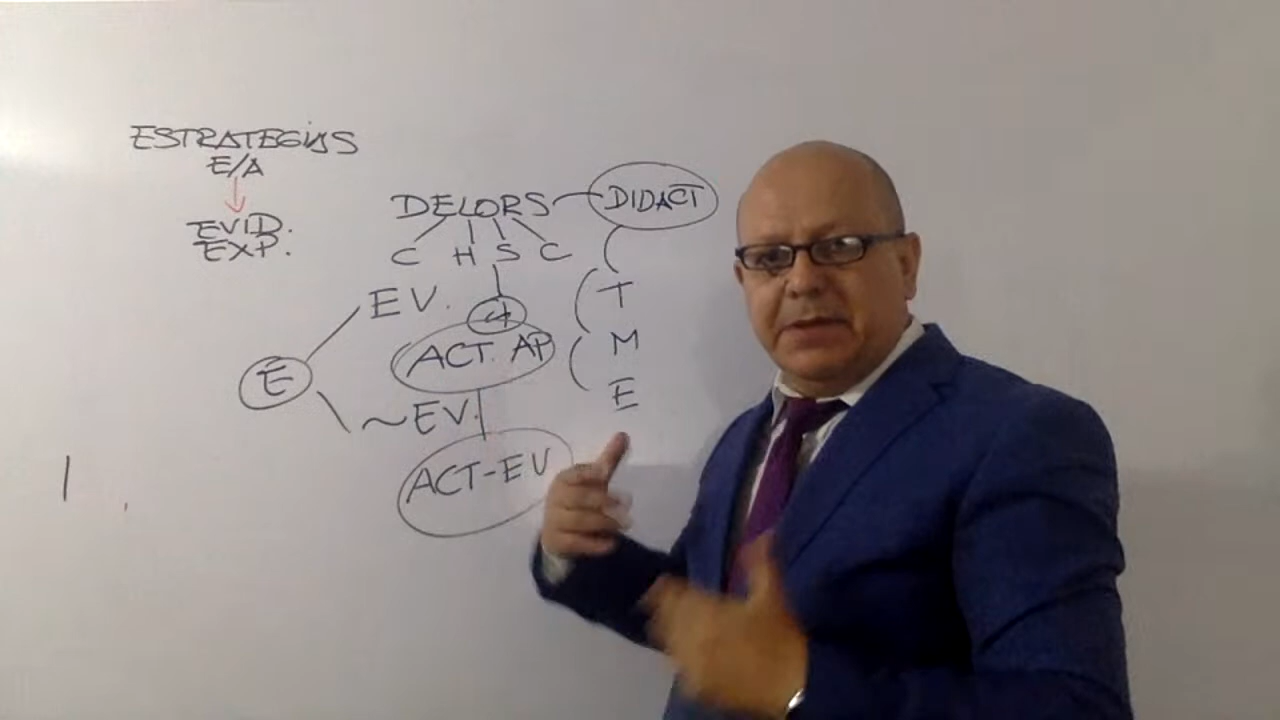 ESTRATEGIAS
E/A
EVID.
EXP.
DELORS
DIDACT
C H S C
EV.
T
ACT. AP
M
E
E
~EV.
ACT-EV